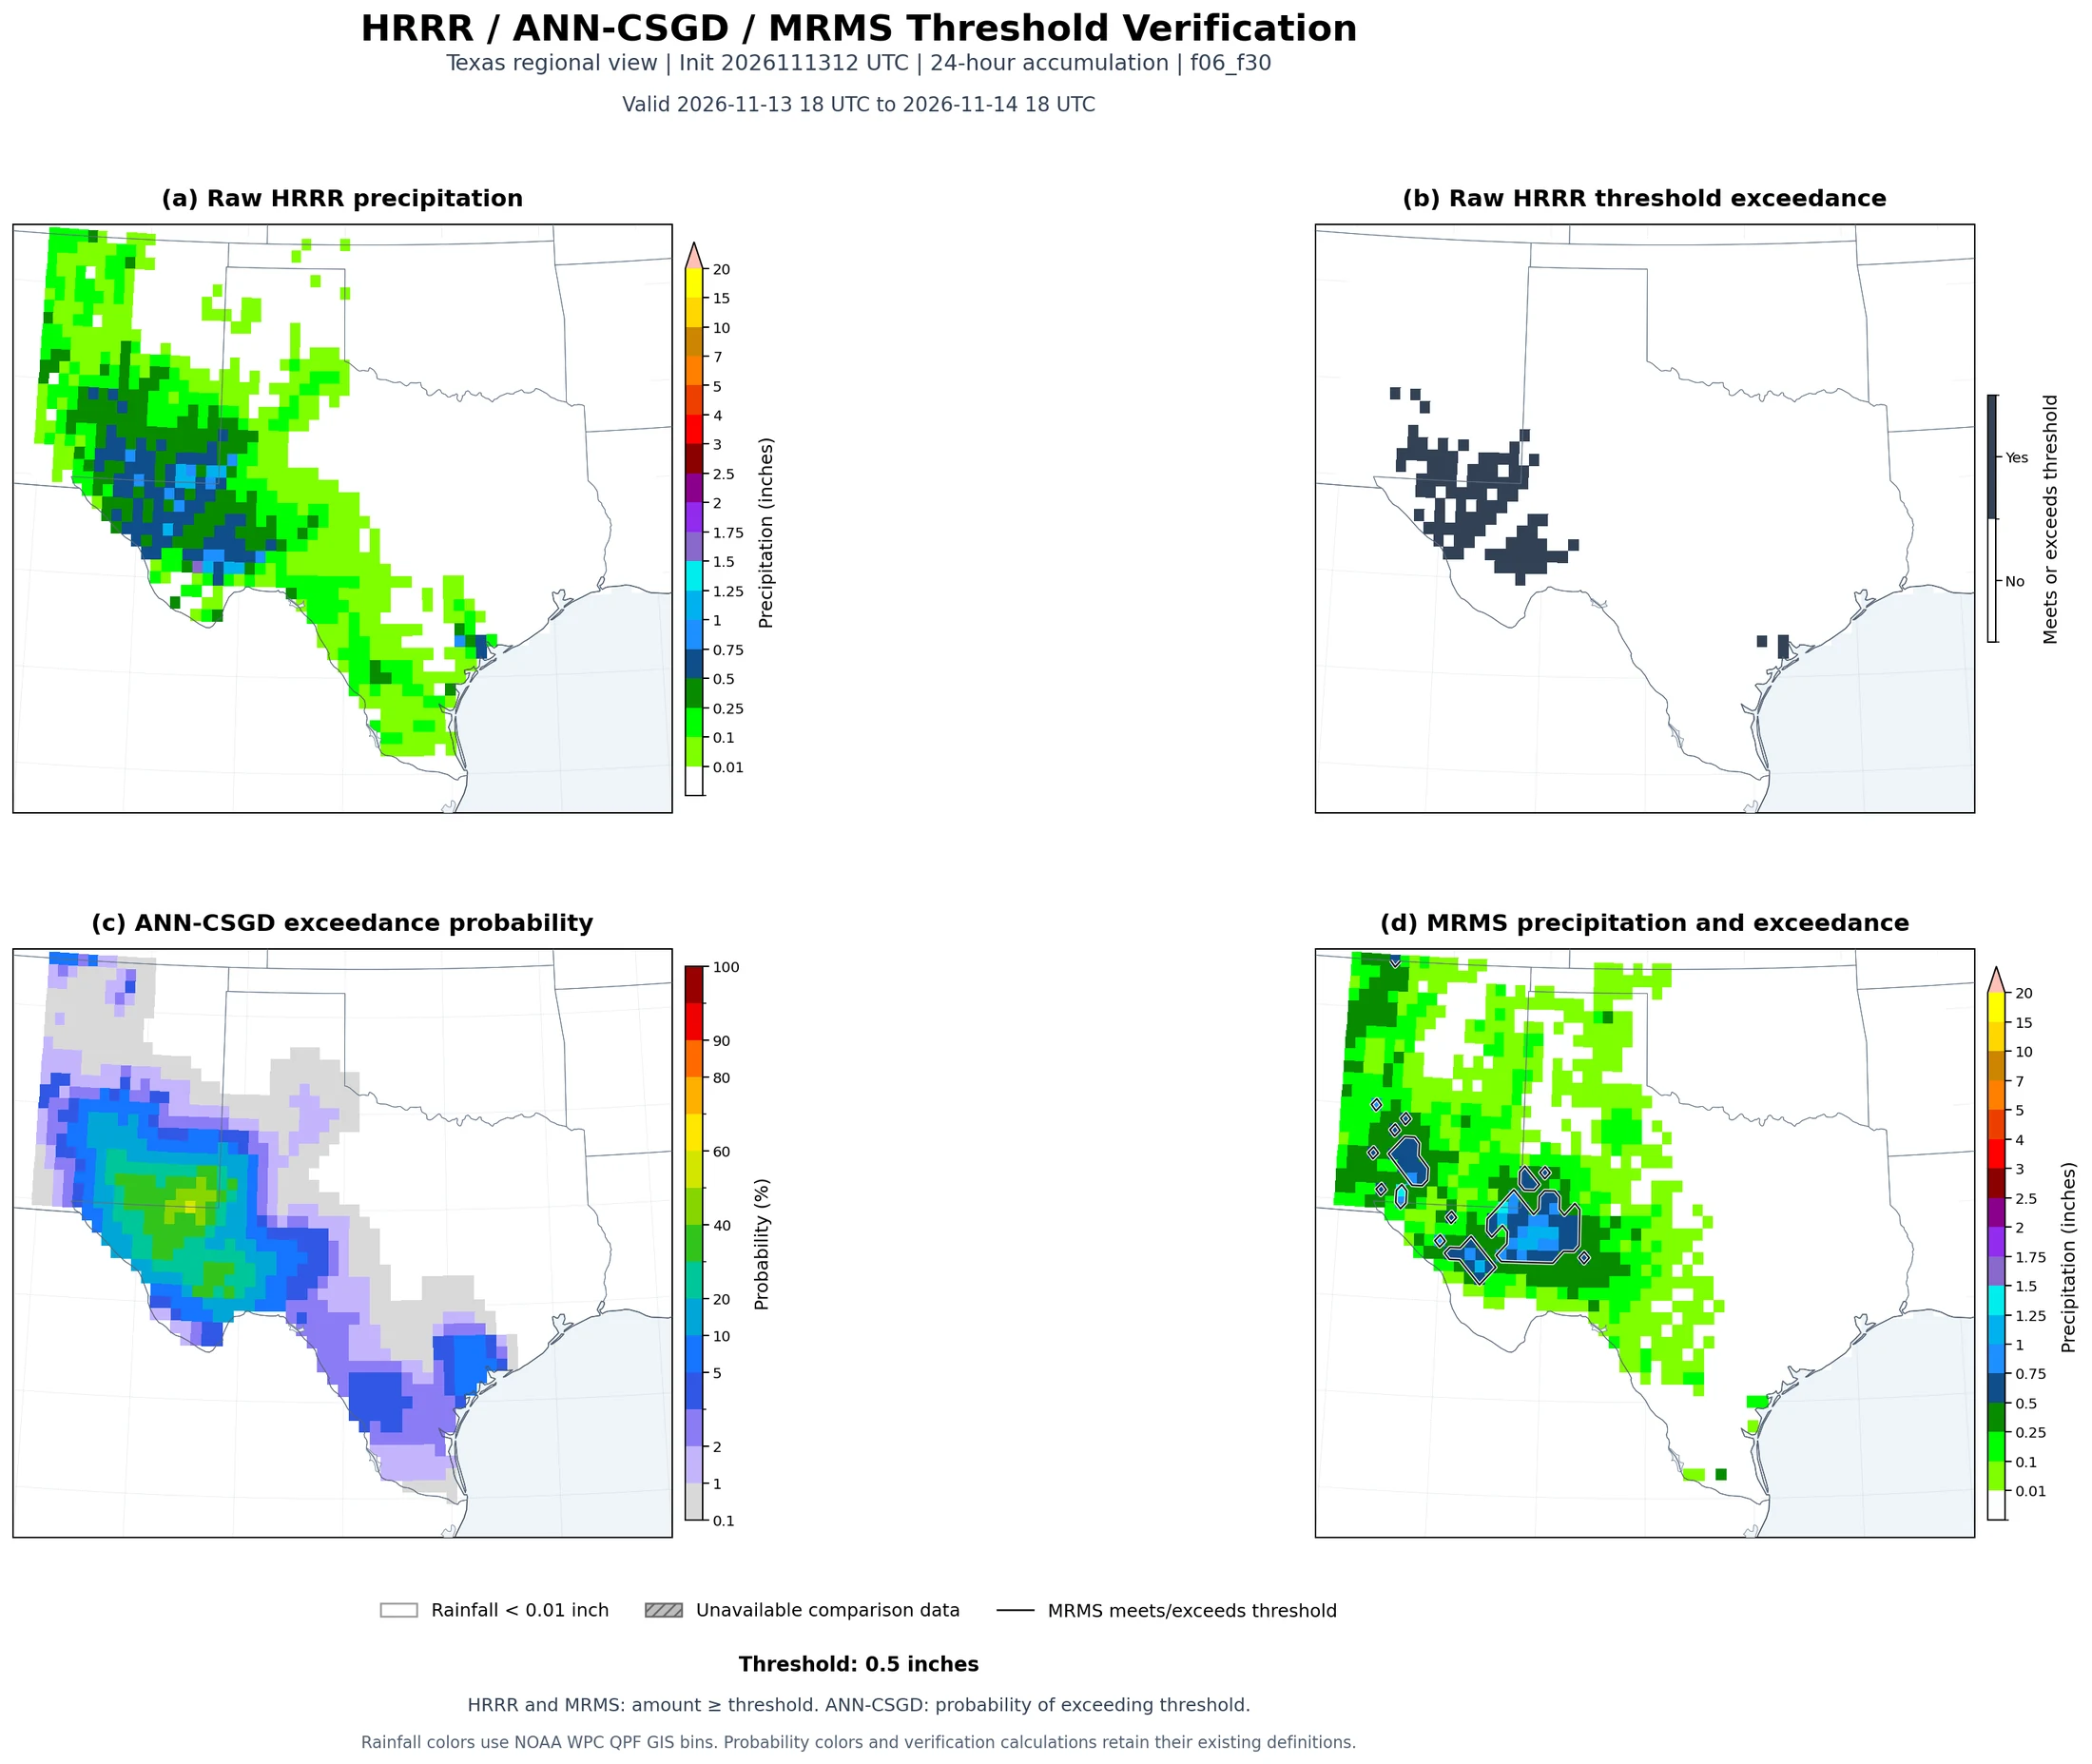 HRRR / ANN-CSGD / MRMS Threshold Verification
Texas regional view | Init 2026111312 UTC | 24-hour accumulation | f06_f30
Valid 2026-11-13 18 UTC to 2026-11-14 18 UTC
(a) Raw HRRR precipitation
20
15
10
7
5
4
3
2.5
2
1.75
1.5
1.25
1
0.75
0.5
0.25
0.1
0.01
Precipitation (inches)
(b) Raw HRRR threshold exceedance
Yes
No
Meets or exceeds threshold
(c) ANN-CSGD exceedance probability
100
90
80
60
40
20
10
5
2
1
0.1
Probability (%)
(d) MRMS precipitation and exceedance
20
15
10
7
5
4
3
2.5
2
1.75
1.5
1.25
1
0.75
0.5
0.25
0.1
0.01
Precipitation (inches)
Rainfall < 0.01 inch
Unavailable comparison data
MRMS meets/exceeds threshold
Threshold: 0.5 inches
HRRR and MRMS: amount ≥ threshold. ANN-CSGD: probability of exceeding threshold.
Rainfall colors use NOAA WPC QPF GIS bins. Probability colors and verification calculations retain their existing definitions.